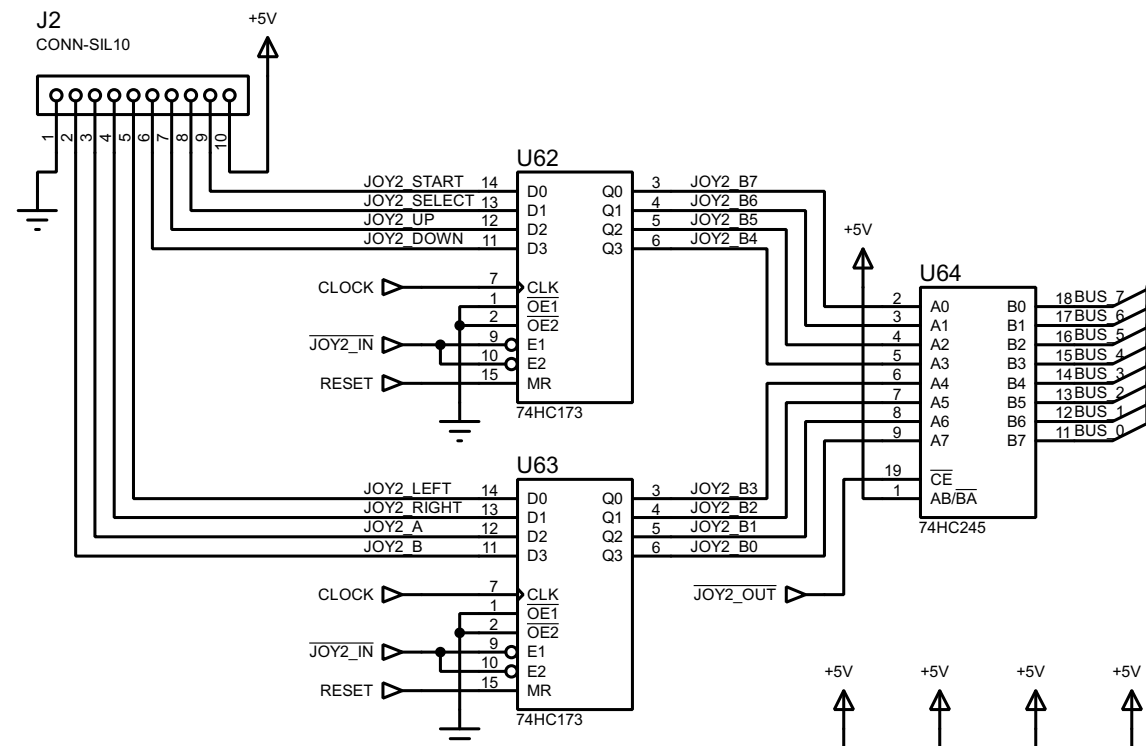 J2
CONN-SIL10
+5V
1 2 3 4 5 6 7 8 9 10
U62
JOY2_START 14 D0 Q0 3 JOY2_B7
JOY2_SELECT 13 D1 Q1 4 JOY2_B6
JOY2_UP 12 D2 Q2 5 JOY2_B5
JOY2_DOWN 11 D3 Q3 6 JOY2_B4
CLOCK 7 CLK
1 OE1
2 OE2
JOY2_IN 9 E1
10 E2
RESET 15 MR
74HC173
+5V
U64
2 A0 B0 18 BUS_7
3 A1 B1 17 BUS_6
4 A2 B2 16 BUS_5
5 A3 B3 15 BUS_4
6 A4 B4 14 BUS_3
7 A5 B5 13 BUS_2
8 A6 B6 12 BUS_1
9 A7 B7 11 BUS_0
19 CE
1 AB/BA
74HC245
U63
JOY2_LEFT 14 D0 Q0 3 JOY2_B3
JOY2_RIGHT 13 D1 Q1 4 JOY2_B2
JOY2_A 12 D2 Q2 5 JOY2_B1
JOY2_B 11 D3 Q3 6 JOY2_B0
CLOCK 7 CLK
1 OE1
2 OE2
JOY2_IN 9 E1
10 E2
RESET 15 MR
74HC173
JOY2_OUT
+5V +5V +5V +5V